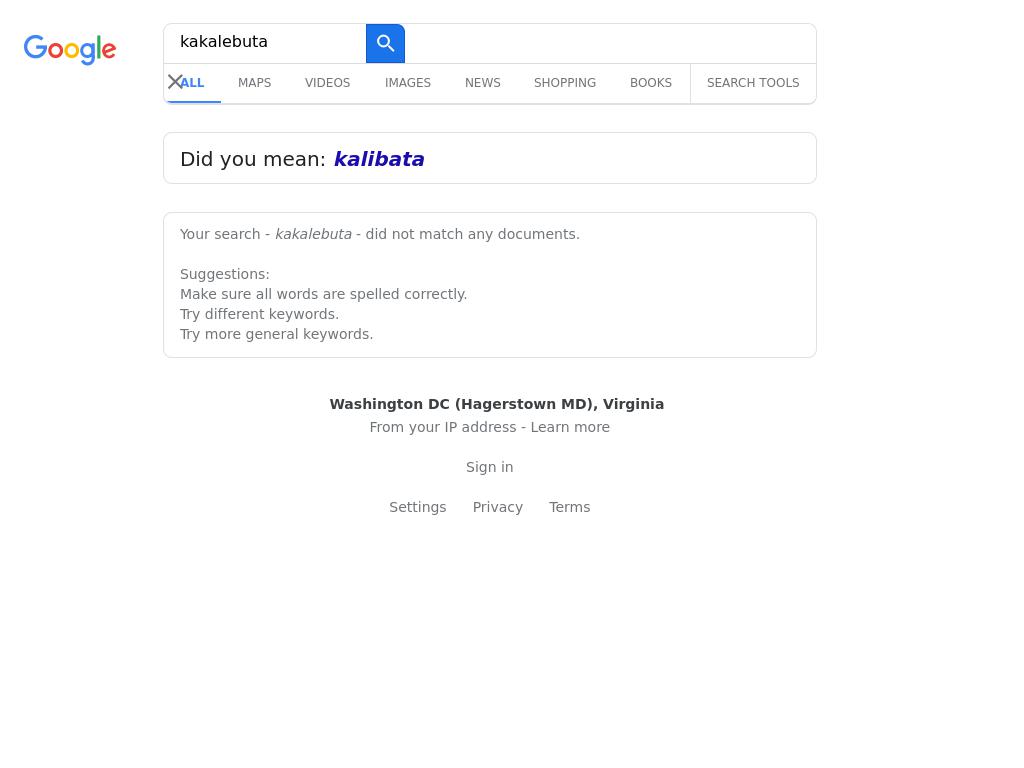 Google
kakalebuta
ALL MAPS VIDEOS IMAGES NEWS SHOPPING BOOKS SEARCH TOOLS
Did you mean: kalibata
Your search - kakalebuta - did not match any documents.
Suggestions:
Make sure all words are spelled correctly.
Try different keywords.
Try more general keywords.
Washington DC (Hagerstown MD), Virginia
From your IP address - Learn more
Sign in
Settings Privacy Terms